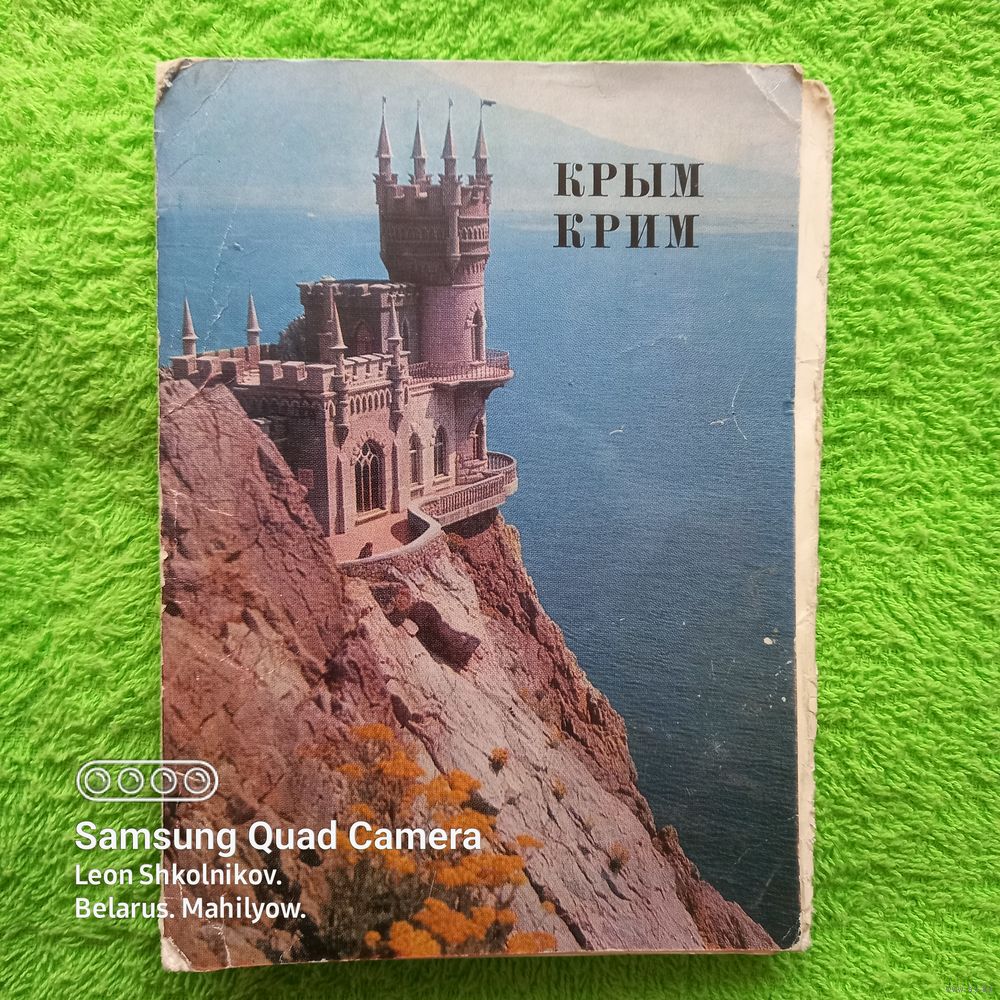 КРЫМ
КРИМ
Samsung Quad Camera
Leon Shkolnikov.
Belarus. Mahilyow.